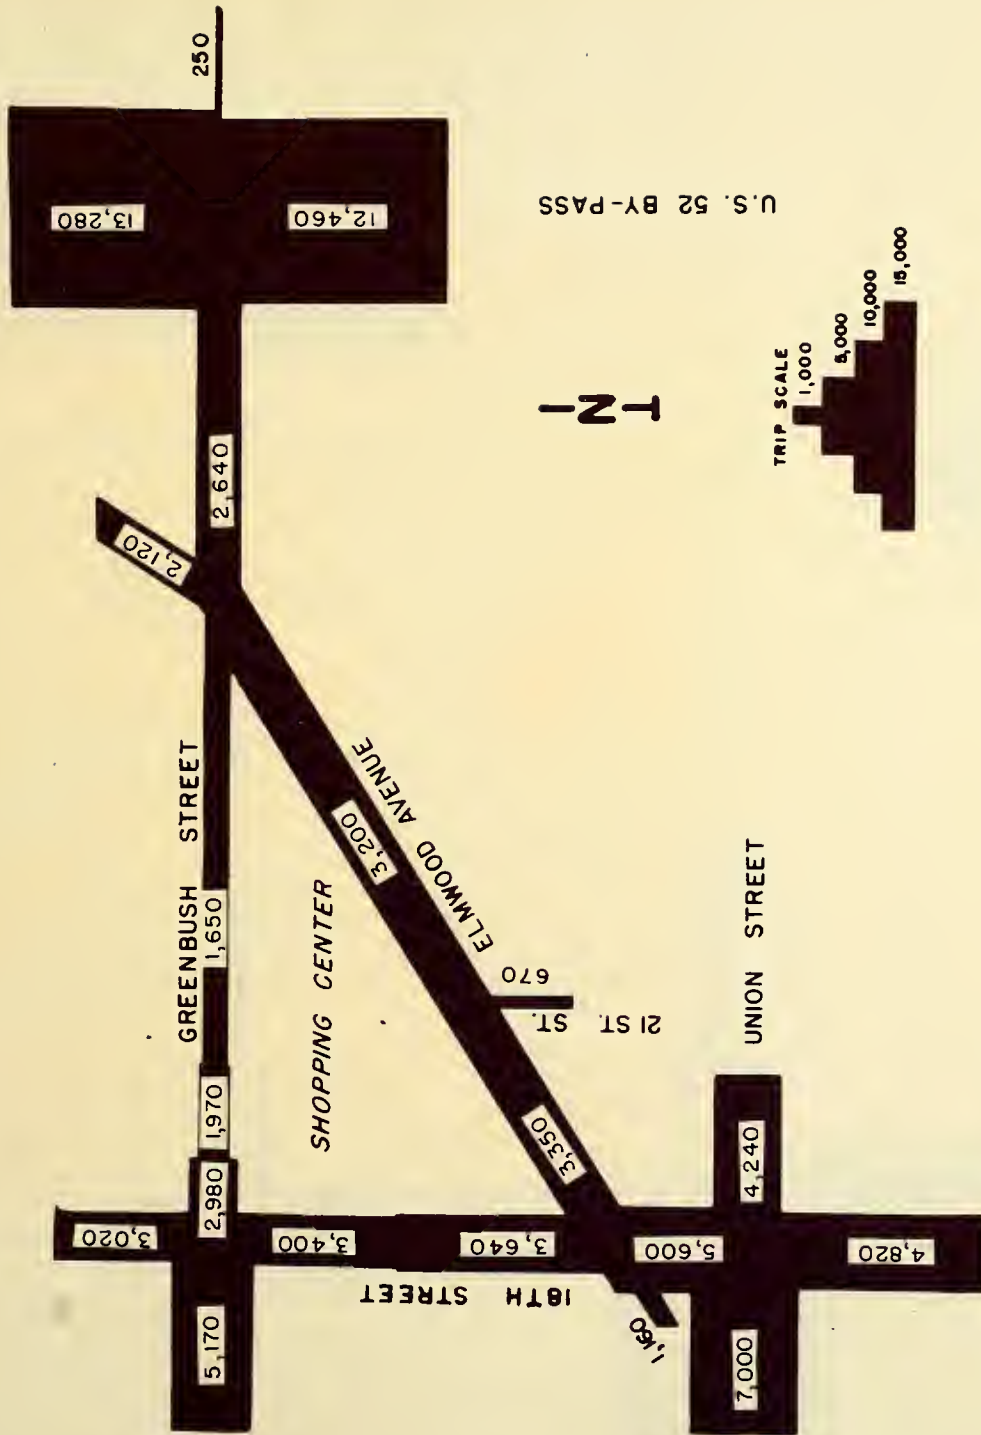 250
13,280
12,460
U.S. 52 BY-PASS
2,640
2,120
N
TRIP SCALE
1,000
5,000
10,000
15,000
GREENBUSH STREET
1,650
1,970
2,980
SHOPPING CENTER
ELMWOOD AVENUE
3,200
3,350
670
21 ST. ST.
UNION STREET
4,240
3,020
3,400
3,640
5,600
4,820
18TH STREET
5,170
1,160
7,000